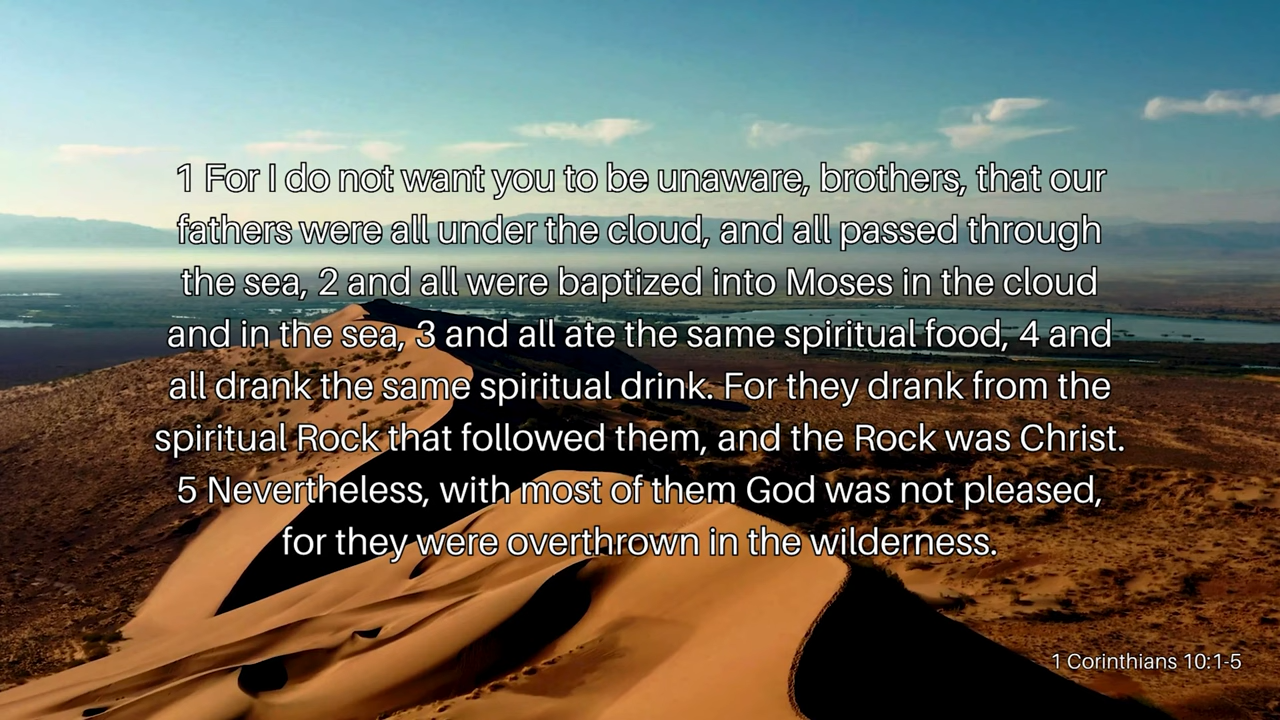 1 For I do not want you to be unaware, brothers, that our
fathers were all under the cloud, and all passed through
the sea, 2 and all were baptized into Moses in the cloud
and in the sea, 3 and all ate the same spiritual food, 4 and
all drank the same spiritual drink. For they drank from the
spiritual Rock that followed them, and the Rock was Christ.
5 Nevertheless, with most of them God was not pleased,
for they were overthrown in the wilderness.
1 Corinthians 10:1-5